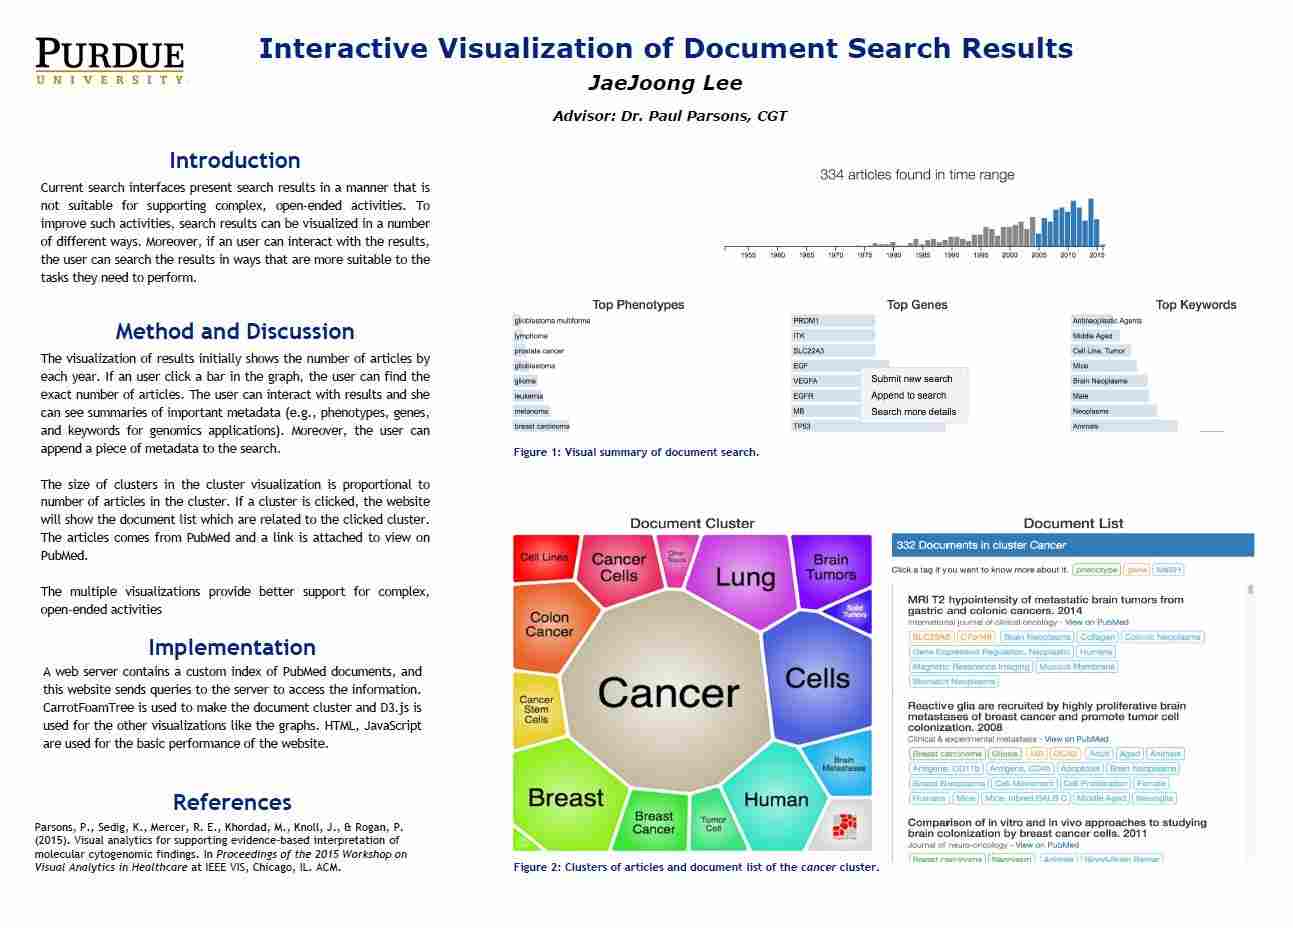 PURDUE
UNIVERSITY
Interactive Visualization of Document Search Results
JaeJoong Lee
Advisor: Dr. Paul Parsons, CGT
Introduction
Current search interfaces present search results in a manner that is
not suitable for supporting complex, open-ended activities. To
improve such activities, search results can be visualized in a number
of different ways. Moreover, if an user can interact with the results,
the user can search the results in ways that are more suitable to the
tasks they need to perform.
Method and Discussion
The visualization of results initially shows the number of articles by
each year. If an user click a bar in the graph, the user can find the
exact number of articles. The user can interact with results and she
can see summaries of important metadata (e.g., phenotypes, genes,
and keywords for genomics applications). Moreover, the user can
append a piece of metadata to the search.
The size of clusters in the cluster visualization is proportional to
number of articles in the cluster. If a cluster is clicked, the website
will show the document list which are related to the clicked cluster.
The articles comes from PubMed and a link is attached to view on
PubMed.
The multiple visualizations provide better support for complex,
open-ended activities
Implementation
A web server contains a custom index of PubMed documents, and
this website sends queries to the server to access the information.
CarrotFoamTree is used to make the document cluster and D3.js is
used for the other visualizations like the graphs. HTML, JavaScript
are used for the basic performance of the website.
References
Parsons, P., Sedig, K., Mercer, R. E., Khordad, M., Knoll, J., & Rogan, P.
(2015). Visual analytics for supporting evidence-based interpretation of
molecular cytogenomic findings. In Proceedings of the 2015 Workshop on
Visual Analytics in Healthcare at IEEE VIS, Chicago, IL. ACM.
334 articles found in time range
1955 1960 1965 1970 1975 1980 1985 1990 1995 2000 2005 2010 2015
Top Phenotypes
glioblastoma multiforme
lymphoma
prostate cancer
glioblastoma
glioma
leukemia
melanoma
breast carcinoma
Top Genes
PRDM1
ITK
SLC22A3
EGF
VEGFA
EGFR
MB
TP53
Submit new search
Append to search
Search more details
Top Keywords
Antineoplastic Agents
Middle Aged
Cell Line, Tumor
Mice
Brain Neoplasms
Male
Neoplasms
Animals
Figure 1: Visual summary of document search.
Document Cluster
Cell Lines
Cancer
Cells
Other
Topics
Lung
Brain
Tumors
Solid
Tumors
Colon
Cancer
Cancer
Cells
Cancer
Stem
Cells
Brain
Metastases
Breast
Breast
Cancer
Tumor
Cell
Human
Figure 2: Clusters of articles and document list of the cancer cluster.
Document List
332 Documents in cluster Cancer
Click a tag if you want to know more about it. phenotype gene MeSH
MRI T2 hypointensity of metastatic brain tumors from
gastric and colonic cancers. 2014
International journal of clinical oncology - View on PubMed
Brain Neoplasms Collagen Colonic Neoplasms
Gene Expression Regulation, Neoplastic Humans
Magnetic Resonance Imaging Mucous Membrane
Stomach Neoplasms
Reactive glia are recruited by highly proliferative brain
metastases of breast cancer and promote tumor cell
colonization. 2008
Clinical & experimental metastasis - View on PubMed
Breast carcinoma Gliosis Adult Aged Animals
Antigens, CD11b Antigens, CD45 Apoptosis Brain Neoplasms
Breast Neoplasms Cell Movement Cell Proliferation Female
Humans Mice Mice, Inbred BALB C Middle Aged Neuroglia
Comparison of in vitro and in vivo approaches to studying
brain colonization by breast cancer cells. 2011
Journal of neuro-oncology - View on PubMed
Breast carcinoma Neoplasm Animals Blood-Brain Barrier